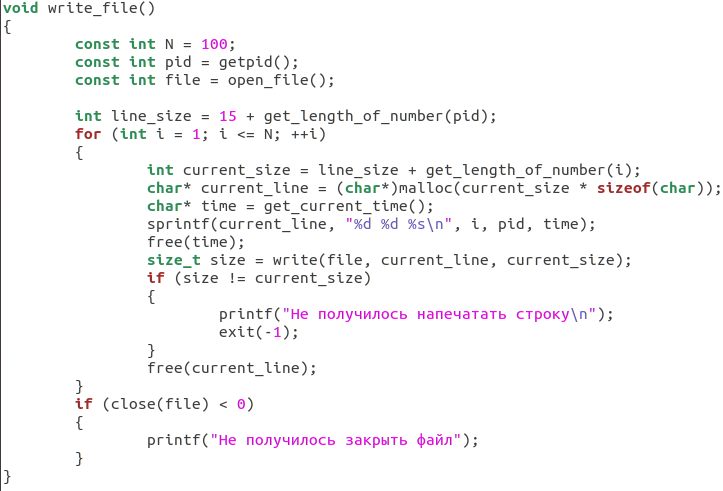 void write_file()
{
        const int N = 100;
        const int pid = getpid();
        const int file = open_file();

        int line_size = 15 + get_length_of_number(pid);
        for (int i = 1; i <= N; ++i)
        {
                int current_size = line_size + get_length_of_number(i);
                char* current_line = (char*)malloc(current_size * sizeof(char));
                char* time = get_current_time();
                sprintf(current_line, "%d %d %s\n", i, pid, time);
                free(time);
                size_t size = write(file, current_line, current_size);
                if (size != current_size)
                {
                        printf("Не получилось напечатать строку\n");
                        exit(-1);
                }
                free(current_line);
        }
        if (close(file) < 0)
        {
                printf("Не получилось закрыть файл");
        }
}